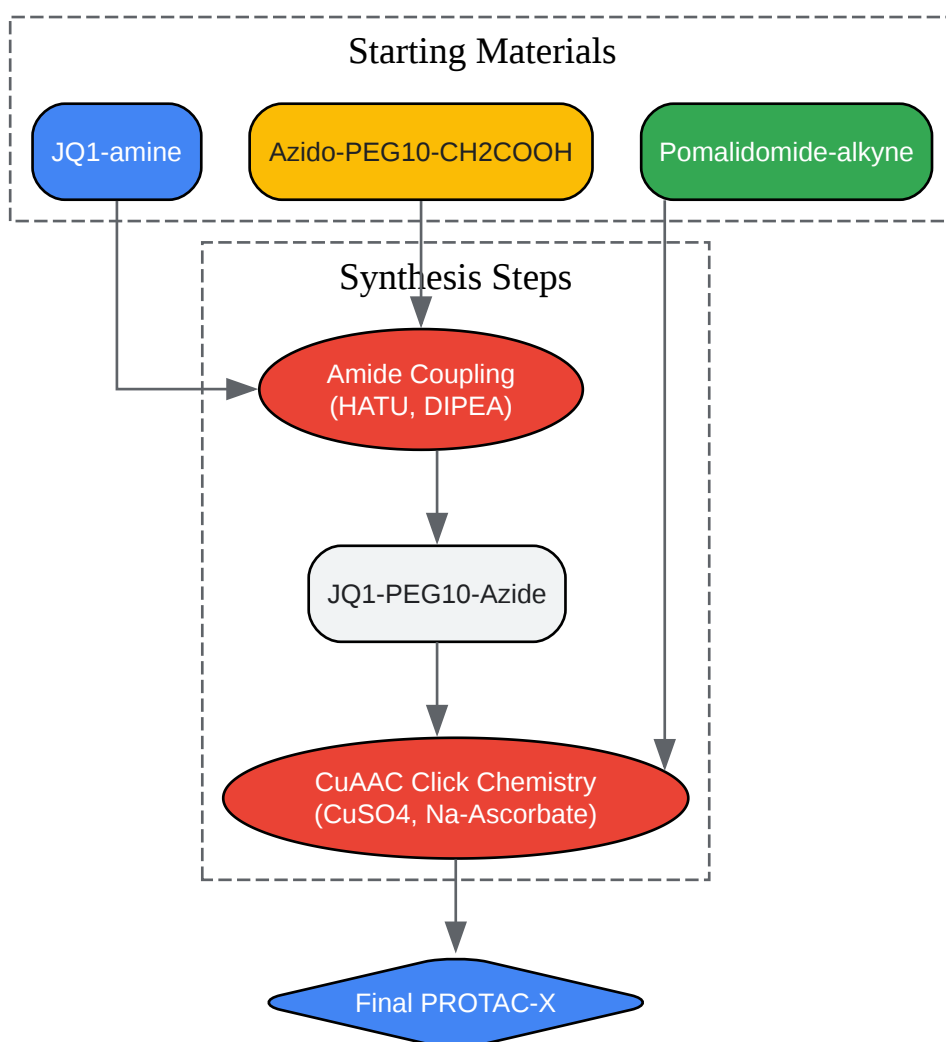 Starting Materials
JQ1-amine
Azido-PEG10-CH2COOH
Pomalidomide-alkyne
Synthesis Steps
Amide Coupling
(HATU, DIPEA)
JQ1-PEG10-Azide
CuAAC Click Chemistry
(CuSO4, Na-Ascorbate)
Final PROTAC-X